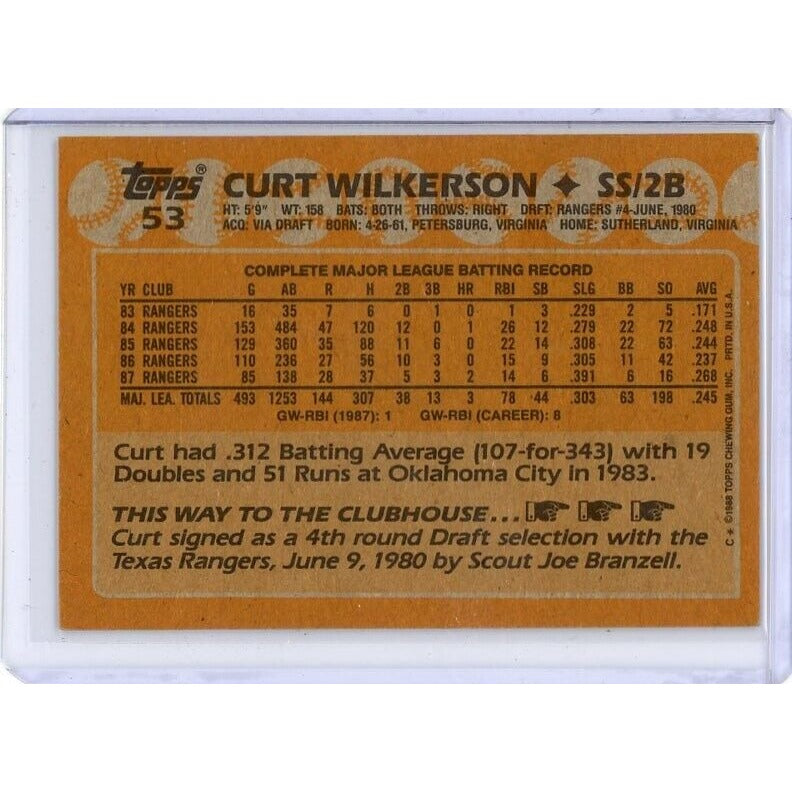 Topps® CURT WILKERSON ✦ SS/2B
53 HT: 5'9" WT: 158 BATS: BOTH THROWS: RIGHT DRFT: RANGERS #4-JUNE, 1980
ACQ: VIA DRAFT BORN: 4-26-61, PETERSBURG, VIRGINIA HOME: SUTHERLAND, VIRGINIA
COMPLETE MAJOR LEAGUE BATTING RECORD
YR CLUB G AB R H 2B 3B HR RBI SB SLG BB SO AVG
83 RANGERS 16 35 7 6 0 1 0 1 3 .229 2 5 .171
84 RANGERS 153 484 47 120 12 0 1 26 12 .279 22 72 .248
85 RANGERS 129 360 35 88 11 6 0 22 14 .308 22 63 .244
86 RANGERS 110 236 27 56 10 3 0 15 9 .305 11 42 .237
87 RANGERS 85 138 28 37 5 3 2 14 6 .391 6 16 .268
MAJ. LEA. TOTALS 493 1253 144 307 38 13 3 78 44 .303 63 198 .245
GW-RBI (1987): 1 GW-RBI (CAREER): 8
Curt had .312 Batting Average (107-for-343) with 19
Doubles and 51 Runs at Oklahoma City in 1983.
THIS WAY TO THE CLUBHOUSE...
Curt signed as a 4th round Draft selection with the
Texas Rangers, June 9, 1980 by Scout Joe Branzell.
C* ©1988 TOPPS CHEWING GUM, INC. PRTD. IN U.S.A.